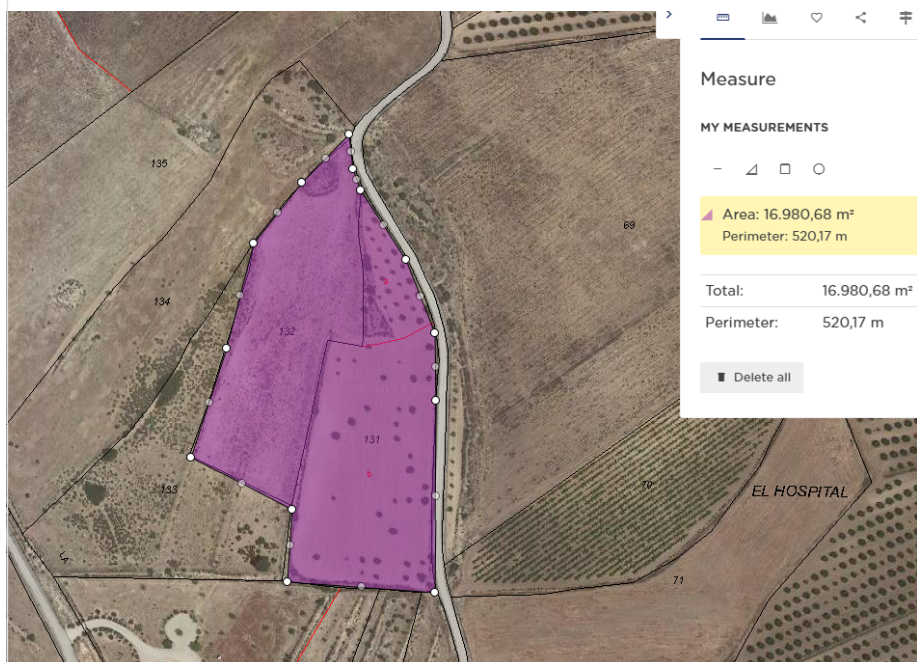 Measure
MY MEASUREMENTS
Area: 16.980,68 m²
Perimeter: 520,17 m
Total: 16.980,68 m²
Perimeter: 520,17 m
Delete all
135
69
a
134
132
131
b
133
70
EL HOSPITAL
71